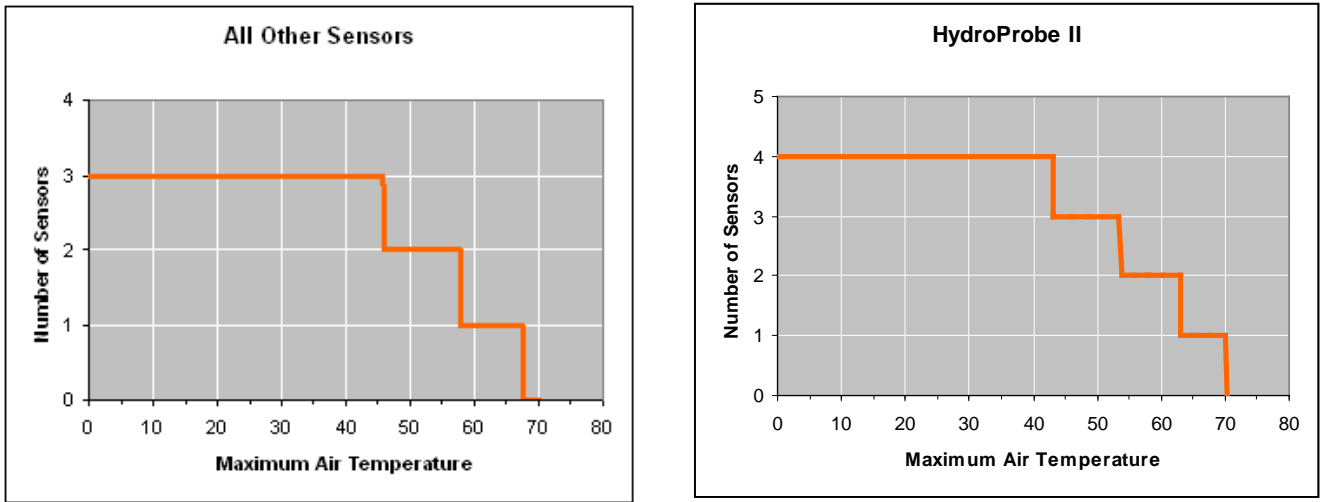 All Other Sensors
4
3
2
1
0
Number of Sensors
0 10 20 30 40 50 60 70 80
Maximum Air Temperature
HydroProbe II
5
4
3
2
1
0
Number of Sensors
0 10 20 30 40 50 60 70 80
Maximum Air Temperature